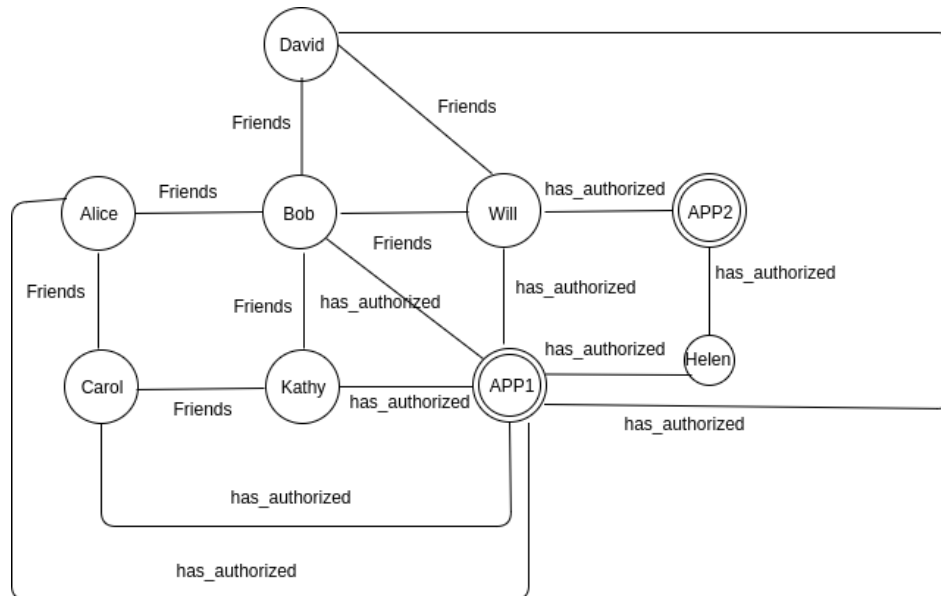 David
Friends
Friends
Alice
Friends
Bob
Friends
Will
has_authorized
APP2
Friends
Friends
has_authorized
has_authorized
has_authorized
has_authorized
Helen
Carol
Friends
Kathy
has_authorized
APP1
has_authorized
has_authorized
has_authorized